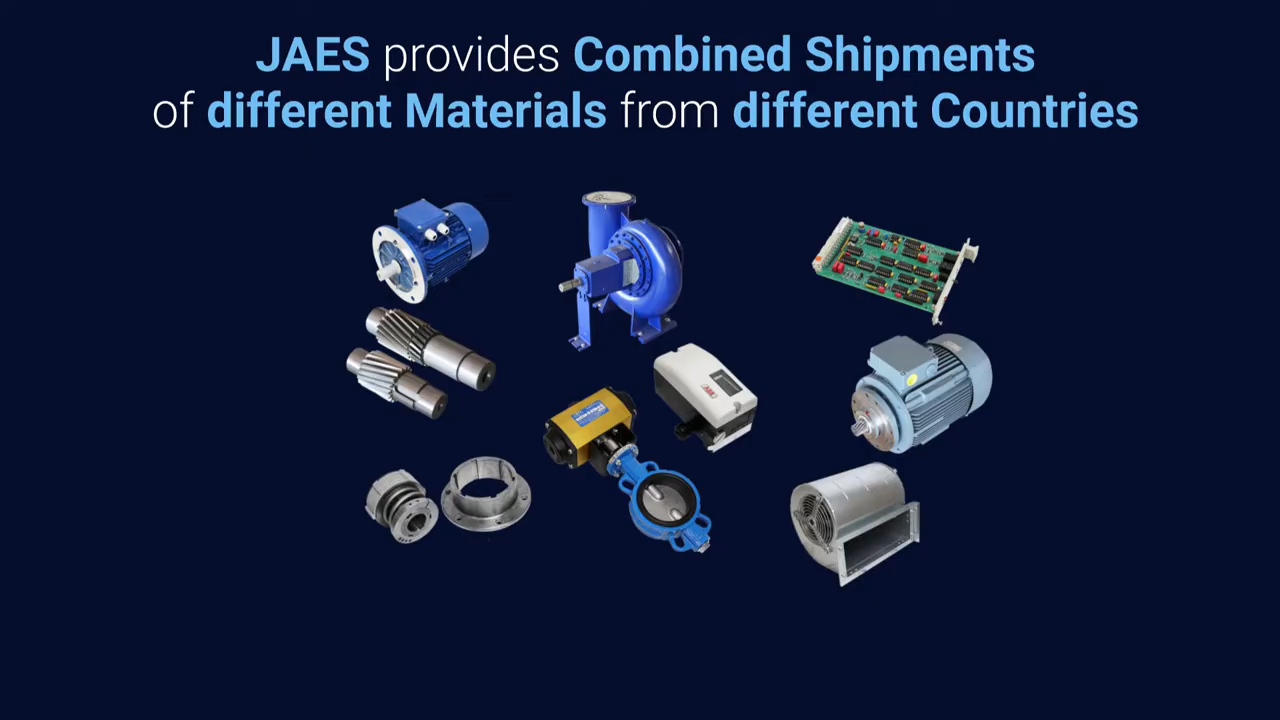 JAES provides Combined Shipments
of different Materials from different Countries